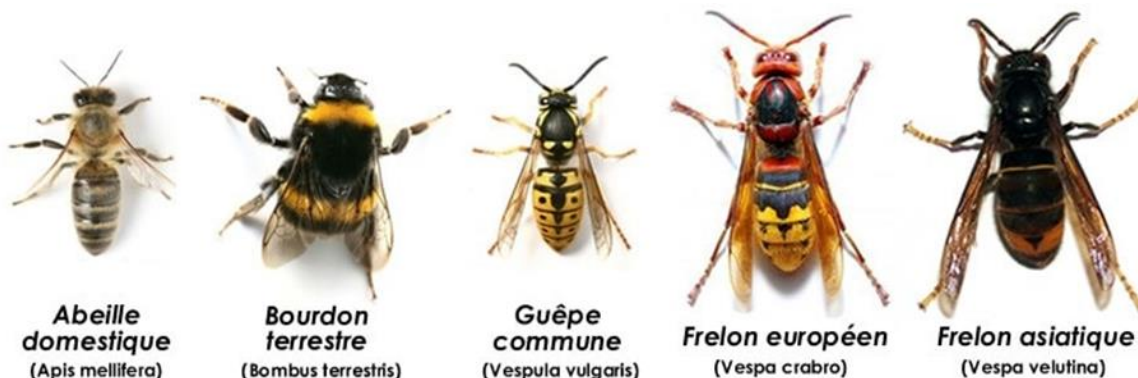 Abeille
domestique
(Apis mellifera)
Bourdon
terrestre
(Bombus terrestris)
Guêpe
commune
(Vespula vulgaris)
Frelon européen
(Vespa crabro)
Frelon asiatique
(Vespa velutina)